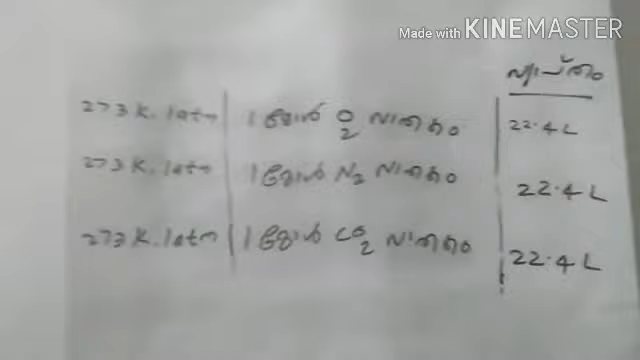 Made with KINEMASTER
വ്യാപ്തം
273 K. 1atm 1 മോൾ O2 വാതകം 22.4 L
273 K. 1atm 1 മോൾ N2 വാതകം 22.4 L
273 K. 1atm 1 മോൾ CO2 വാതകം 22.4 L